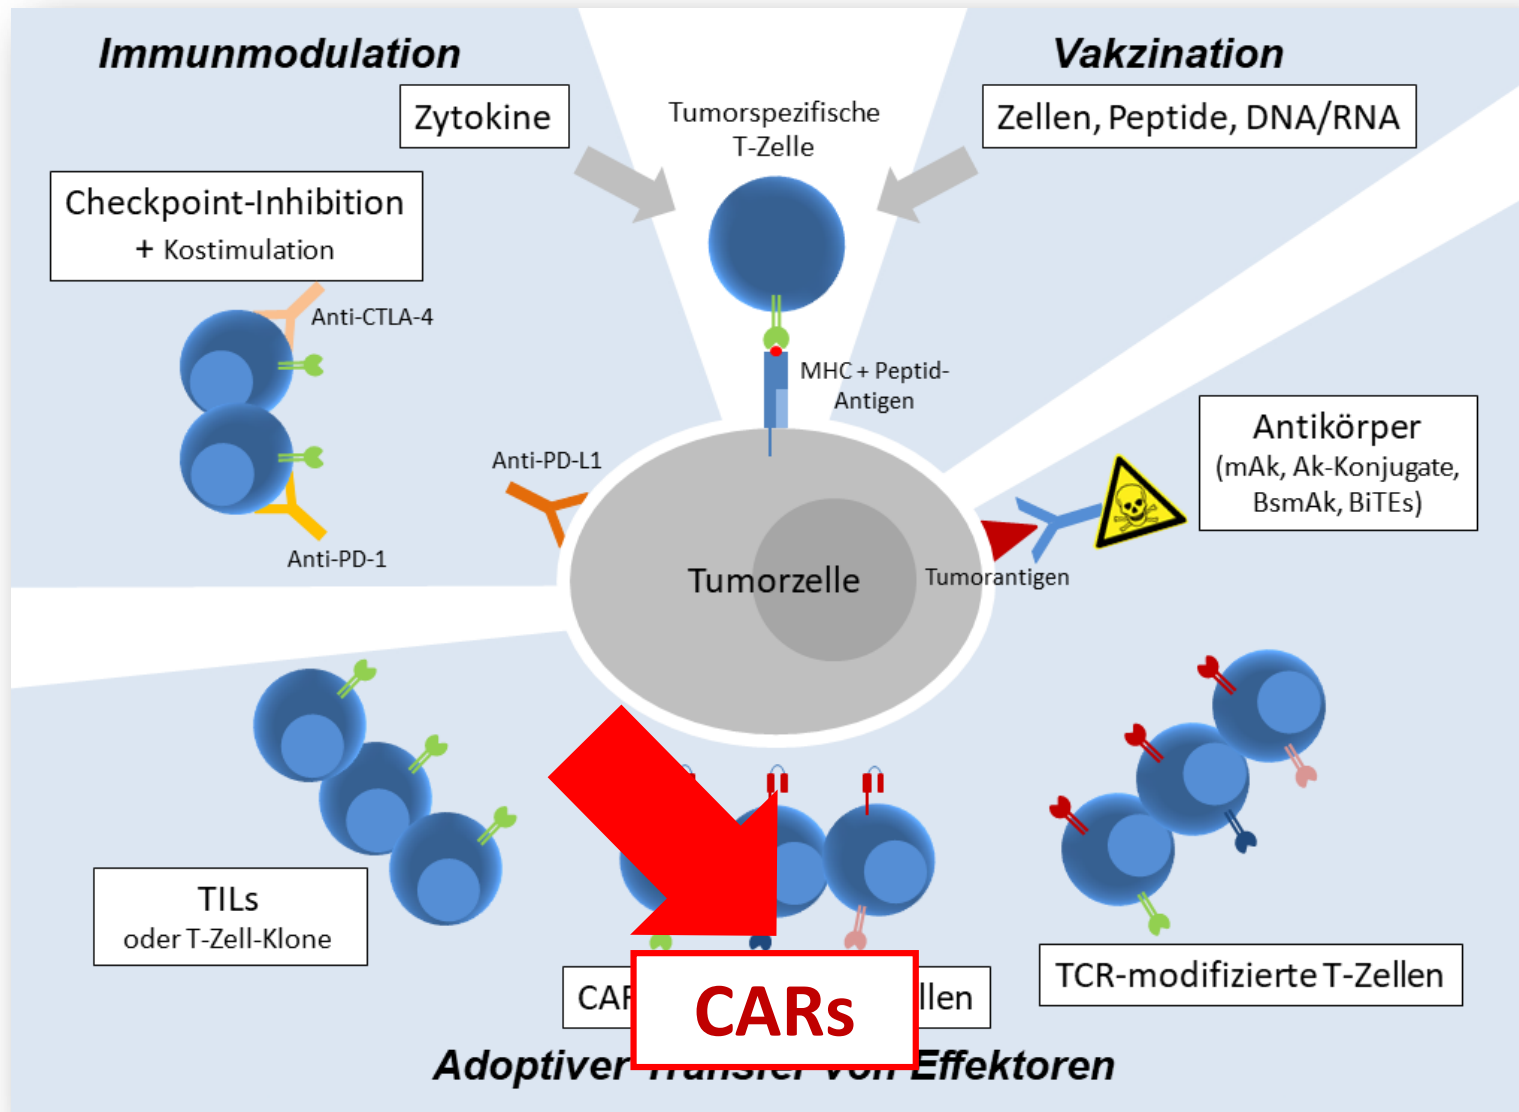 Immunmodulation
Vakzination
Zytokine
Tumorspezifische
T-Zelle
Zellen, Peptide, DNA/RNA
Checkpoint-Inhibition
+ Kostimulation
Anti-CTLA-4
MHC + Peptid-
Antigen
Anti-PD-L1
Antikörper
(mAk, Ak-Konjugate,
BsmAk, BiTEs)
Anti-PD-1
Tumorzelle
Tumorantigen
TILs
oder T-Zell-Klone
TCR-modifizierte T-Zellen
CARs
Adoptiver Effektoren